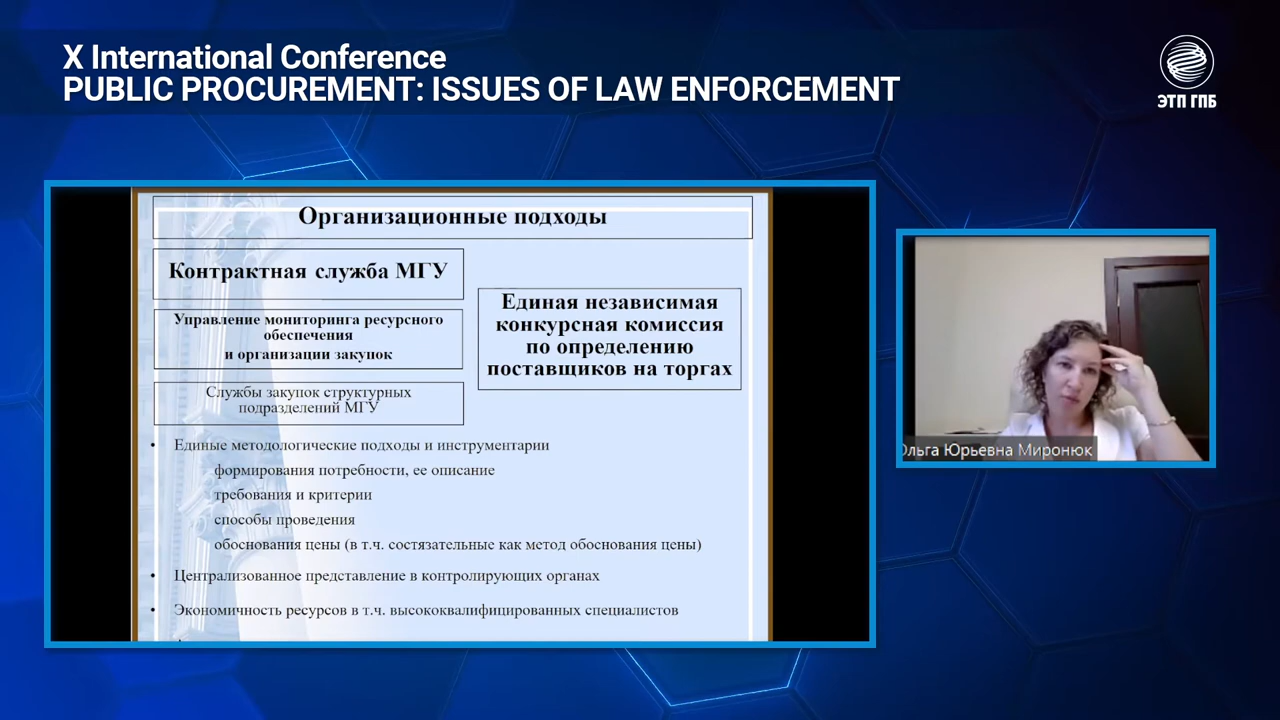 X International Conference
PUBLIC PROCUREMENT: ISSUES OF LAW ENFORCEMENT
ЭТП ГПБ
Организационные подходы
Контрактная служба МГУ
Управление мониторинга ресурсного
обеспечения
и организации закупок
Службы закупок структурных
подразделений МГУ
Единая независимая
конкурсная комиссия
по определению
поставщиков на торгах
• Единые методологические подходы и инструментарии
формирования потребности, ее описание
требования и критерии
способы проведения
обоснования цены (в т.ч. состязательные как метод обоснования цены)
• Централизованное представление в контролирующих органах
• Экономичность ресурсов в т.ч. высококвалифицированных специалистов
Ольга Юрьевна Миронюк